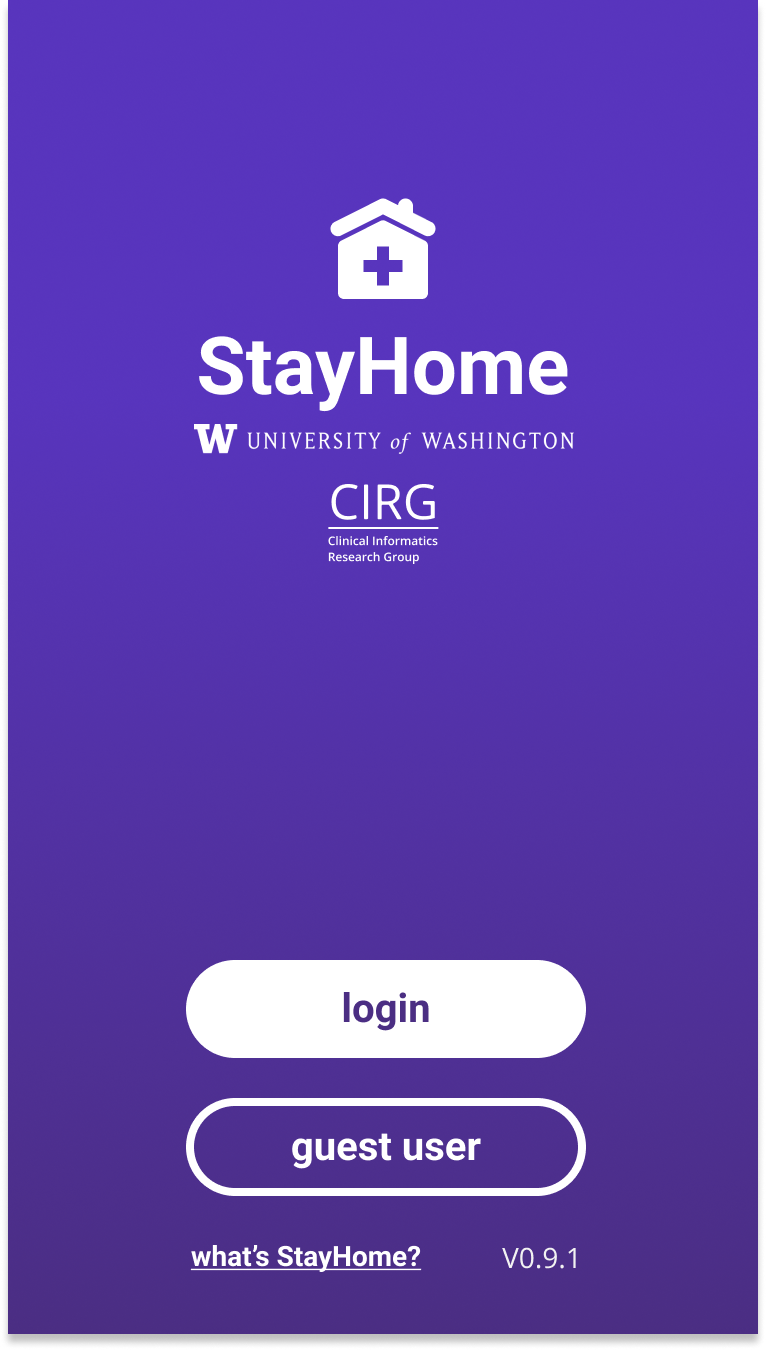 StayHome
W UNIVERSITY of WASHINGTON
CIRG
Clinical Informatics
Research Group
login
guest user
what’s StayHome? V0.9.1